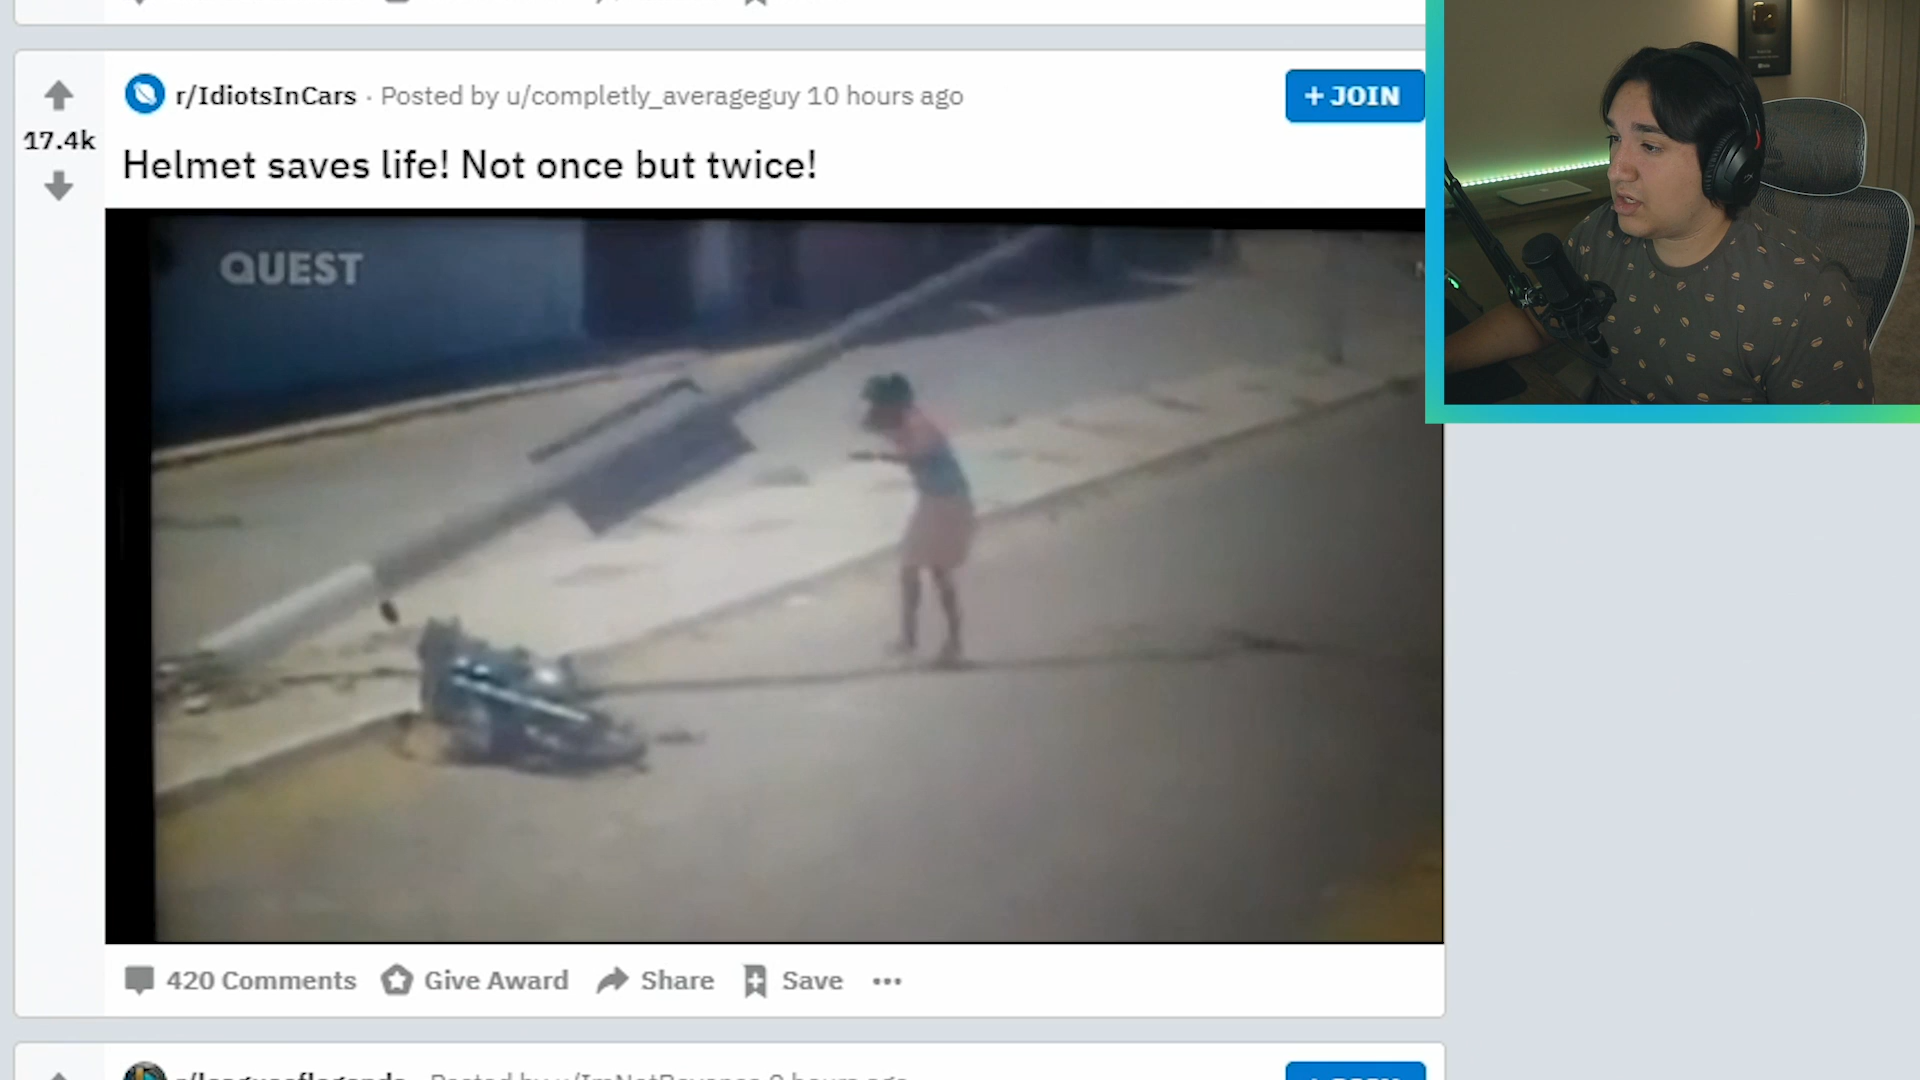 r/IdiotsInCars · Posted by u/completly_averageguy 10 hours ago
+ JOIN
17.4k
Helmet saves life! Not once but twice!
QUEST
420 Comments
Give Award
Share
Save